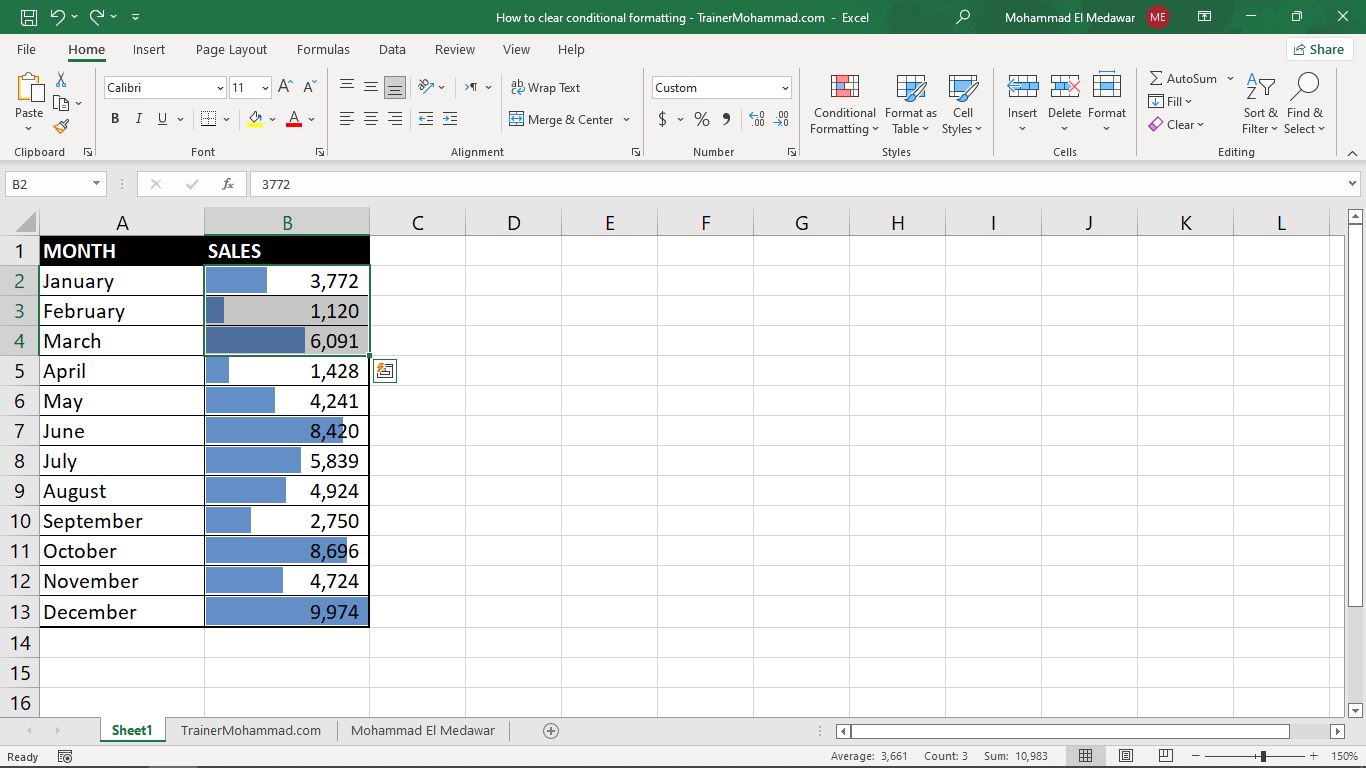 How to clear conditional formatting - TrainerMohammad.com - Excel
Mohammad El Medawar
ME
File Home Insert Page Layout Formulas Data Review View Help
Share
Paste
Clipboard
Calibri 11
B I U
A
Font
Wrap Text
Merge & Center
Alignment
Custom
$ % 9
Number
Conditional Formatting
Format as Table
Cell Styles
Styles
Insert Delete Format
Cells
AutoSum
Fill
Clear
Sort & Filter
Find & Select
Editing
B2
fx
3772
A B C D E F G H I J K L
1 MONTH SALES
2 January 3,772
3 February 1,120
4 March 6,091
5 April 1,428
6 May 4,241
7 June 8,420
8 July 5,839
9 August 4,924
10 September 2,750
11 October 8,696
12 November 4,724
13 December 9,974
14
15
16
Sheet1 TrainerMohammad.com Mohammad El Medawar
Ready
Average: 3,661 Count: 3 Sum: 10,983
150%